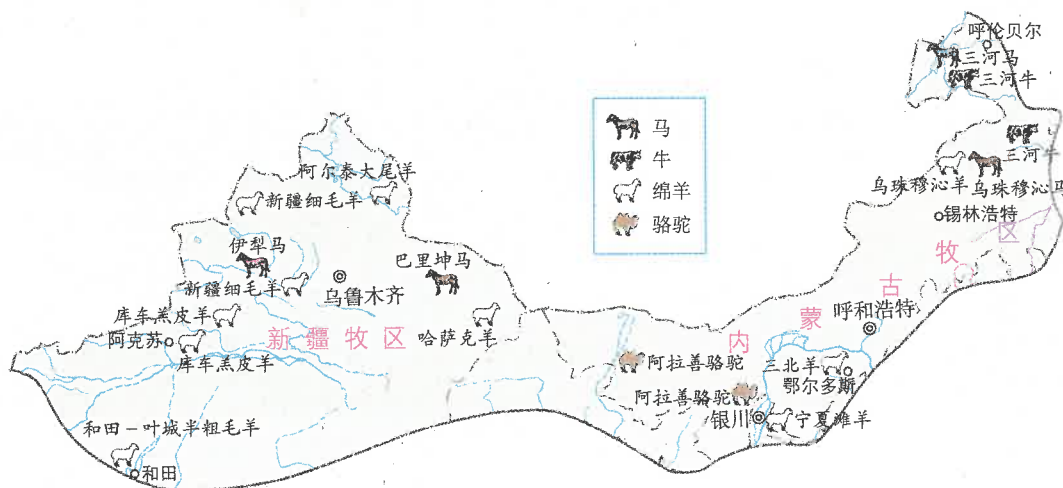 呼伦贝尔
三河马
三河牛
马
牛
绵羊
骆驼
三河牛
乌珠穆沁羊
乌珠穆沁马
锡林浩特
阿尔泰大尾羊
新疆细毛羊
伊犁马
巴里坤马
新疆细毛羊
乌鲁木齐
库车羔皮羊
阿克苏
库车羔皮羊
新疆牧区
哈萨克羊
内蒙古牧区
呼和浩特
阿拉善骆驼
三北羊
鄂尔多斯
阿拉善骆驼
银川
宁夏滩羊
和田-叶城半粗毛羊
和田